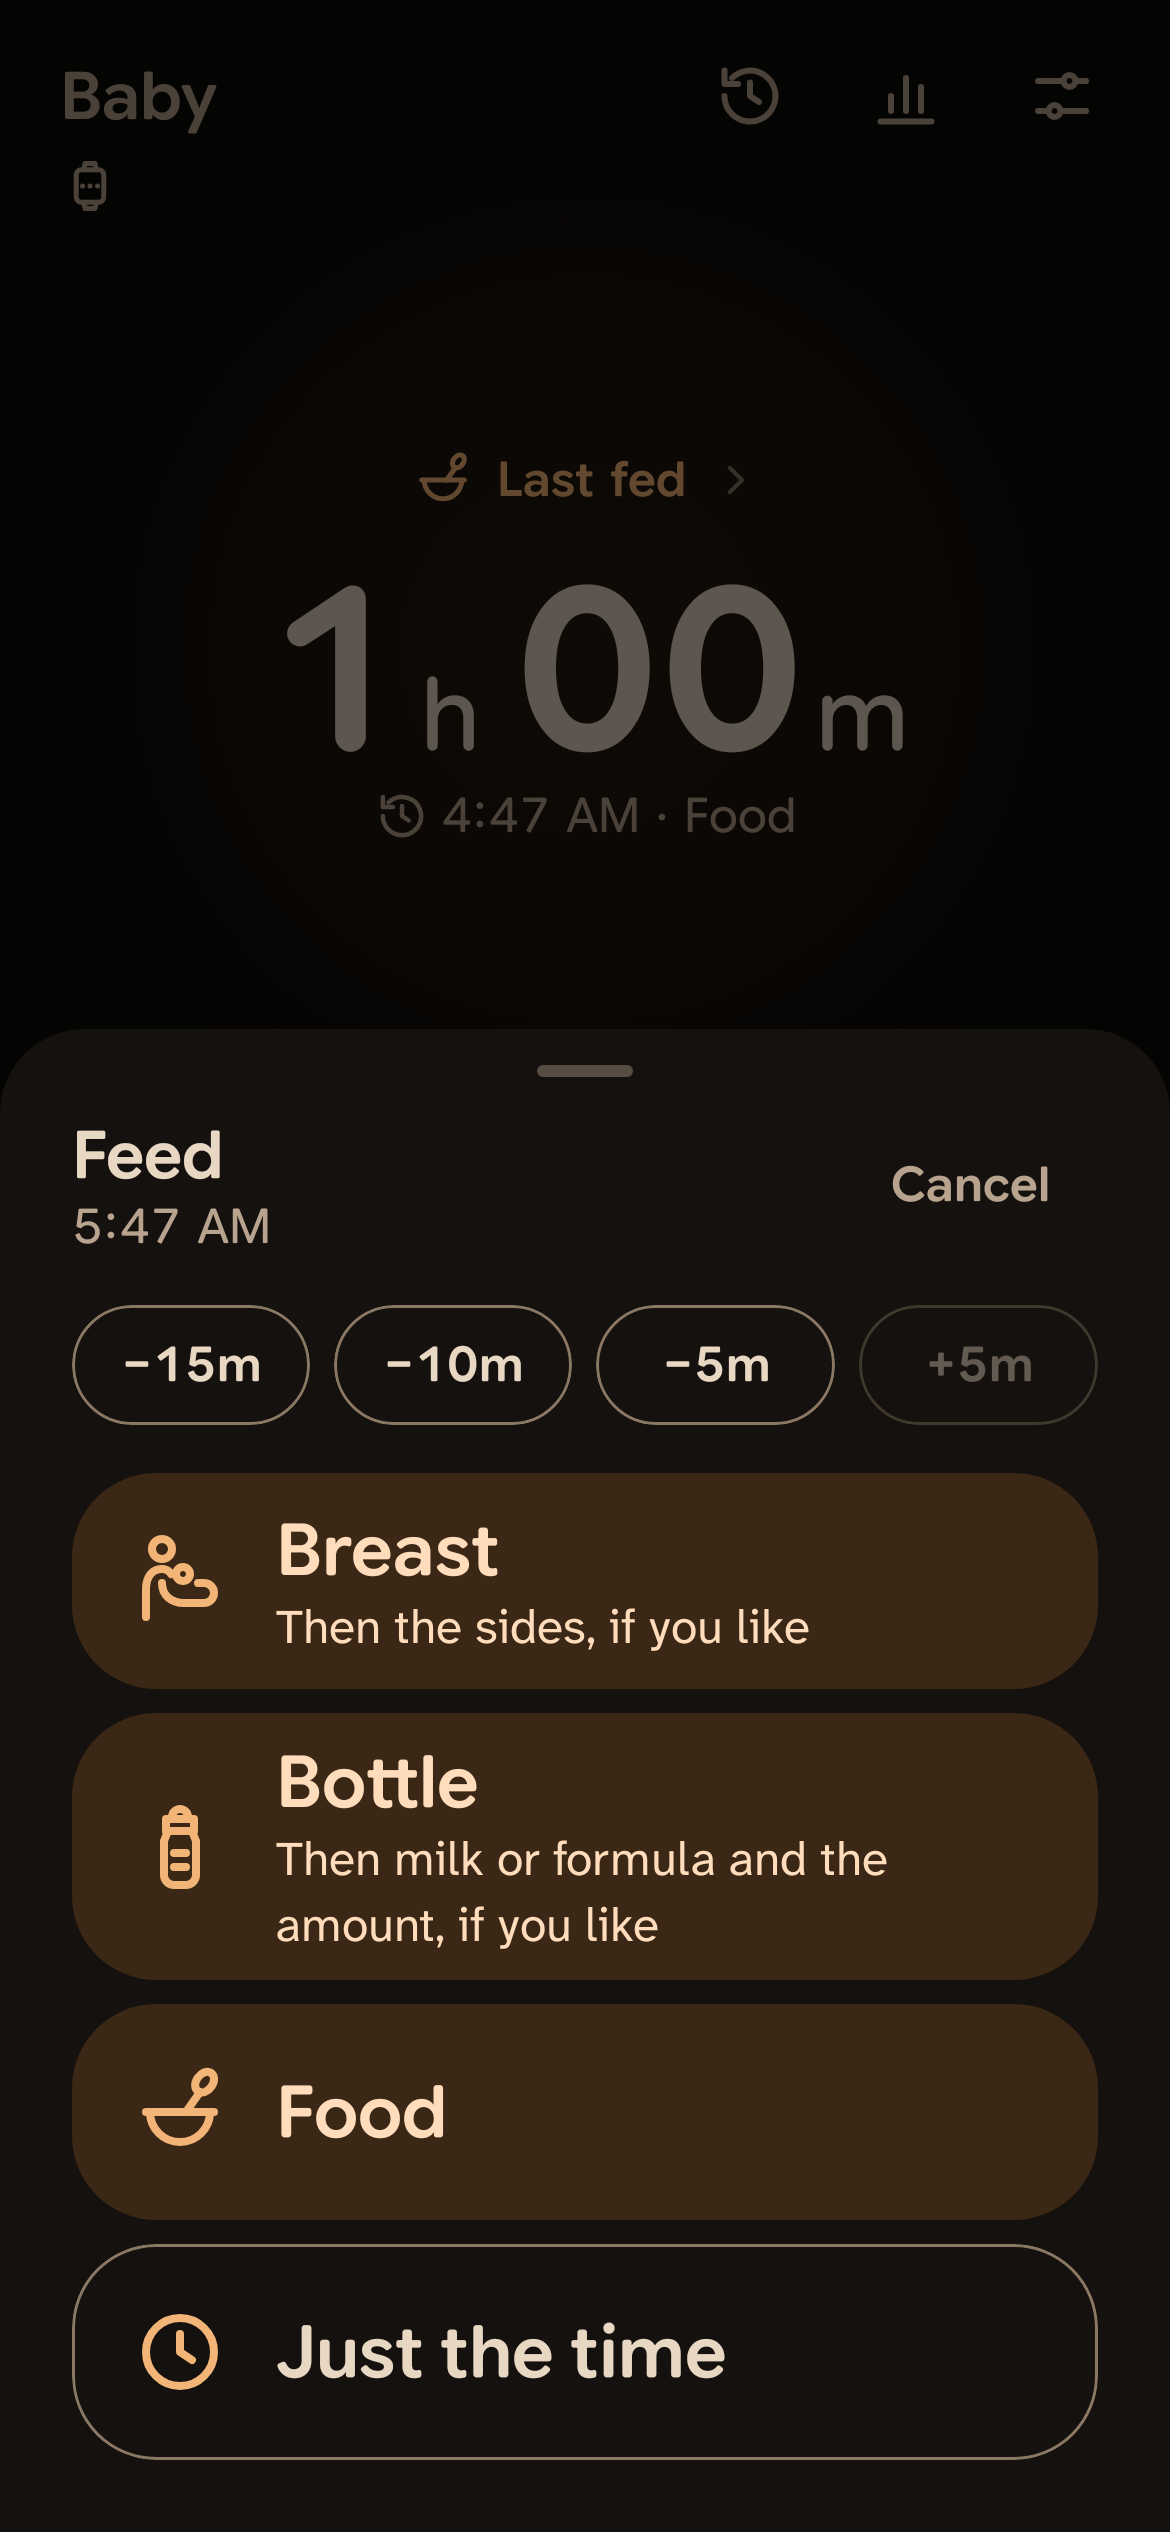 Baby
Last fed
1 h 00 m
4:47 AM · Food
Feed
5:47 AM
Cancel
−15m
−10m
−5m
+5m
Breast
Then the sides, if you like
Bottle
Then milk or formula and the
amount, if you like
Food
Just the time